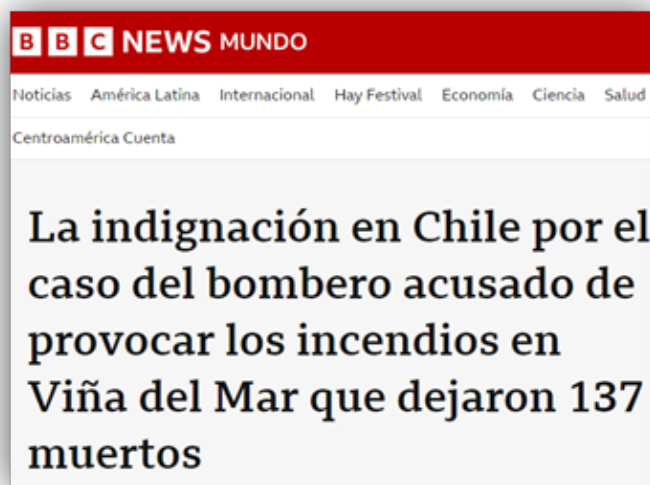 BBC NEWS MUNDO
Noticias América Latina Internacional Hay Festival Economía Ciencia Salud
Centroamérica Cuenta
La indignación en Chile por el
caso del bombero acusado de
provocar los incendios en
Viña del Mar que dejaron 137
muertos